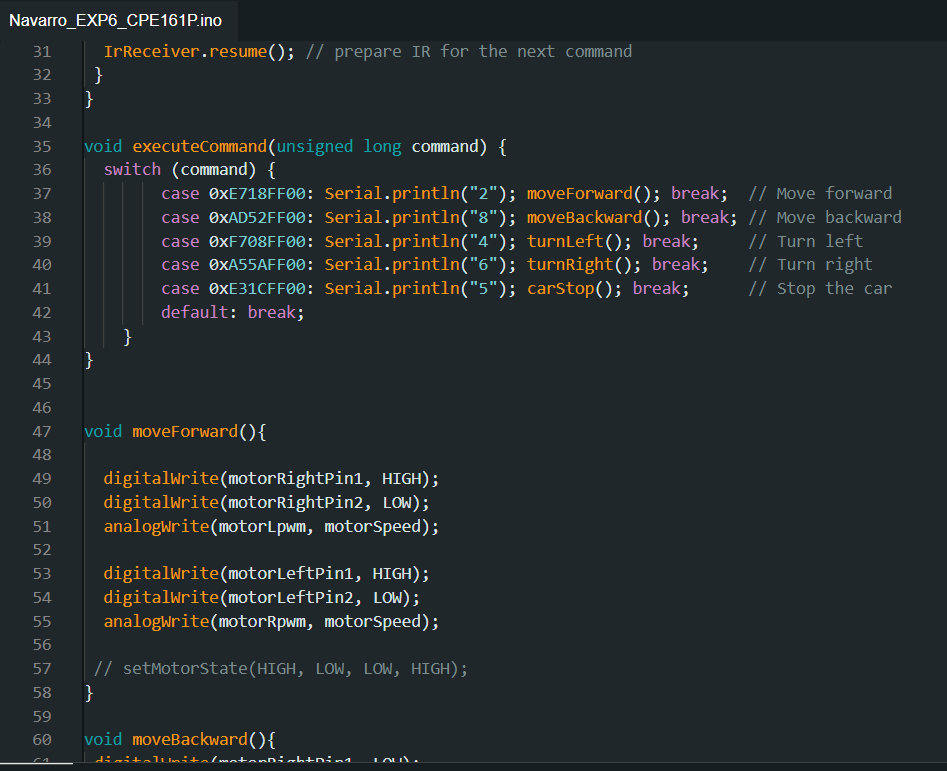 Navarro_EXP6_CPE161P.ino
31 IrReceiver.resume(); // prepare IR for the next command
32 }
33 }
34
35 void executeCommand(unsigned long command) {
36 switch (command) {
37 case 0xE718FF00: Serial.println("2"); moveForward(); break; // Move forward
38 case 0xAD52FF00: Serial.println("8"); moveBackward(); break; // Move backward
39 case 0xF708FF00: Serial.println("4"); turnLeft(); break; // Turn left
40 case 0xA55AFF00: Serial.println("6"); turnRight(); break; // Turn right
41 case 0xE31CFF00: Serial.println("5"); carStop(); break; // Stop the car
42 default: break;
43 }
44 }
45
46
47 void moveForward(){
48
49 digitalWrite(motorRightPin1, HIGH);
50 digitalWrite(motorRightPin2, LOW);
51 analogWrite(motorLpwm, motorSpeed);
52
53 digitalWrite(motorLeftPin1, HIGH);
54 digitalWrite(motorLeftPin2, LOW);
55 analogWrite(motorRpwm, motorSpeed);
56
57 // setMotorState(HIGH, LOW, LOW, HIGH);
58 }
59
60 void moveBackward(){
61 digitalWrite(motorRightPin1, LOW);